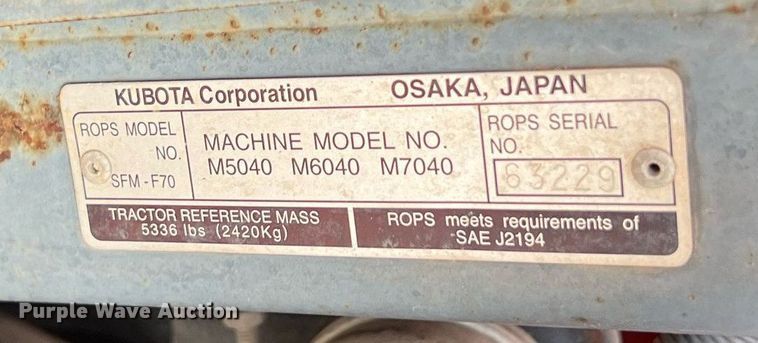 KUBOTA Corporation OSAKA, JAPAN
ROPS MODEL NO.
SFM-F70
MACHINE MODEL NO.
M5040 M6040 M7040
ROPS SERIAL NO.
63229
TRACTOR REFERENCE MASS
5336 lbs (2420Kg)
ROPS meets requirements of
SAE J2194
Purple Wave Auction